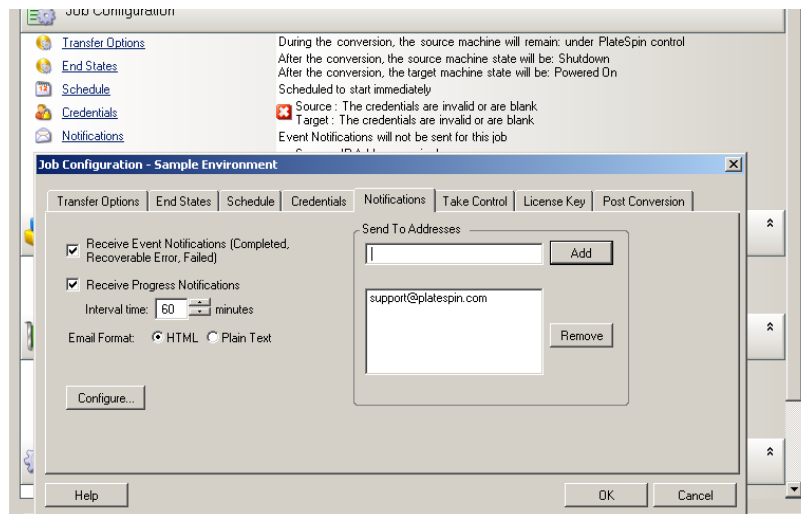 Job Configuration
Transfer Options During the conversion, the source machine will remain: under PlateSpin control
End States After the conversion, the source machine state will be: Shutdown
After the conversion, the target machine state will be: Powered On
Schedule Scheduled to start immediately
Credentials Source : The credentials are invalid or are blank
Target : The credentials are invalid or are blank
Notifications Event Notifications will not be sent for this job
Job Configuration - Sample Environment
Transfer Options End States Schedule Credentials Notifications Take Control License Key Post Conversion
Receive Event Notifications (Completed,
Recoverable Error, Failed)
Receive Progress Notifications
Interval time: 60 minutes
Email Format: HTML Plain Text
Configure...
Send To Addresses
Add
support@platespin.com
Remove
Help OK Cancel